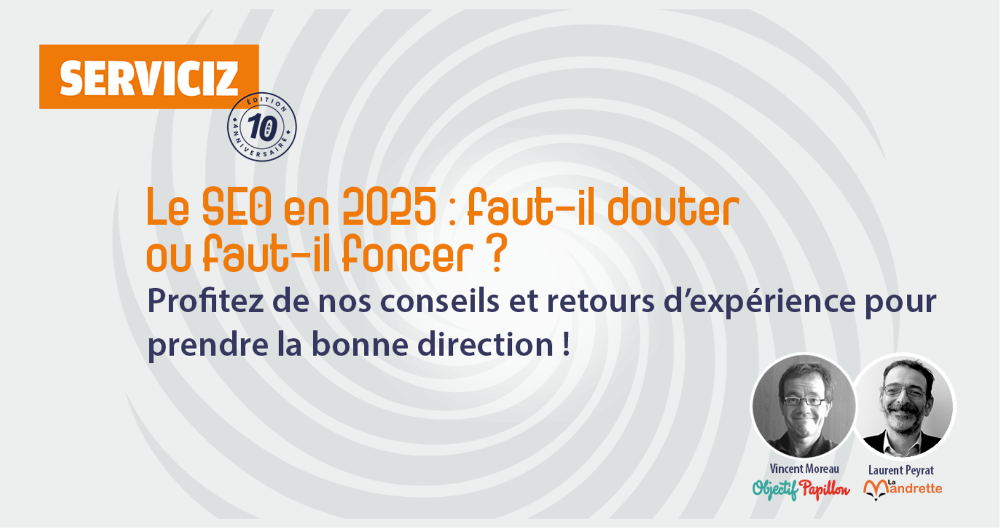 SERVICIZ
ÉDITION
10
ANS
ANNIVERSAIRE
Le SEO en 2025 : faut-il douter
ou faut-il foncer ?
Profitez de nos conseils et retours d’expérience pour
prendre la bonne direction !
Vincent Moreau
Objectif Papillon
Laurent Peyrat
La Mandrette